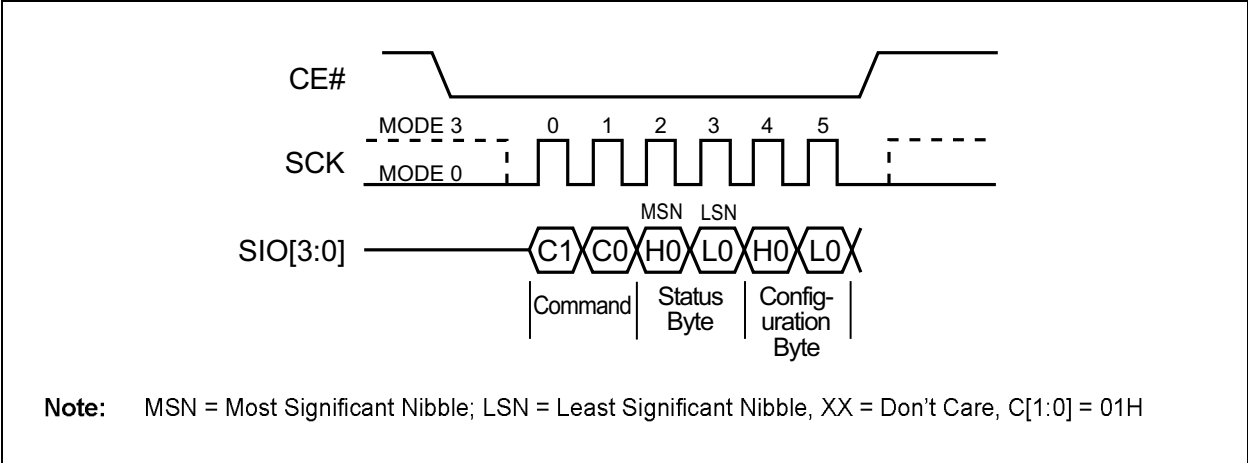 CE#
MODE 3 0 1 2 3 4 5
SCK
MODE 0
MSN LSN
SIO[3:0] C1 C0 H0 L0 H0 L0
Command Status Byte Config-uration Byte
Note: MSN = Most Significant Nibble; LSN = Least Significant Nibble, XX = Don't Care, C[1:0] = 01H